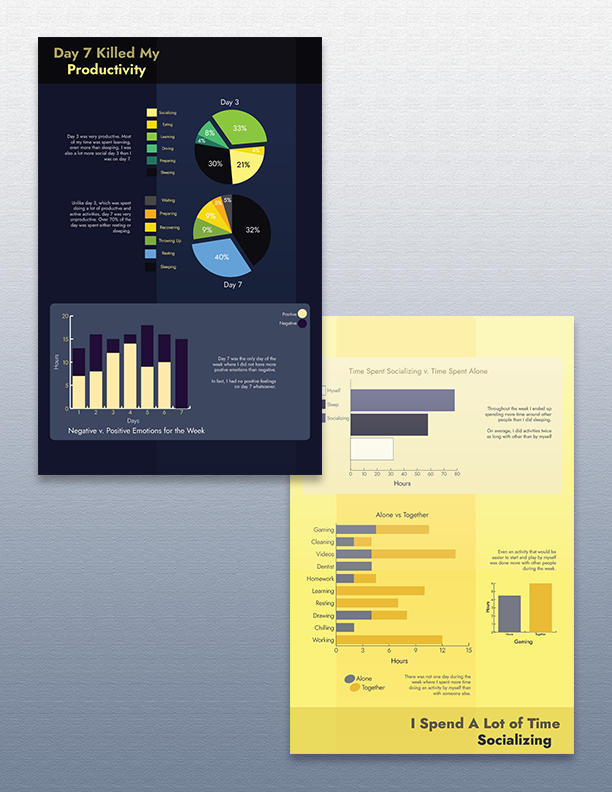 Day 7 Killed My
Productivity
Day 3
Socializing
Eating
Learning
Driving
Preparing
Sleeping
33%
8%
4%
30%
21%
Day 3 was very productive. Most
of my time was spent learning,
even more than sleeping. I was
also a lot more social day 3 than I
was on day 7.
Unlike day 3, which was spent
doing a lot of productive and
active activities, day 7 was very
unproductive. Over 70% of the
day was spent either resting or
sleeping.
Waiting
Preparing
Recovering
Throwing Up
Resting
Sleeping
5%
9%
9%
32%
40%
Day 7
Positive
Negative
20
15
10
5
0
Hours
1 2 3 4 5 6 7
Days
Negative v. Positive Emotions for the Week
Day 7 was the only day of the
week where I did not have more
positive emotions than negative.
In fact, I had no positive feelings
on day 7 whatsoever.
Time Spent Socializing v. Time Spent Alone
Myself
Sleep
Socializing
0 10 20 30 40 50 60 70 80
Hours
Throughout the week I ended up
spending more time around other
people than I did sleeping.
On average, I did activities twice
as long with other than by myself
Alone vs Together
Gaming
Cleaning
Videos
Dentist
Homework
Learning
Resting
Drawing
Chilling
Working
0 3 6 9 12 15
Hours
Alone
Together
There was not one day during the
week where I spent more time
doing an activity by myself than
with someone else.
Even an activity that would be
easier to start and play by myself
was done more with other people
during the week.
Hours
Alone Together
Gaming
I Spend A Lot of Time
Socializing